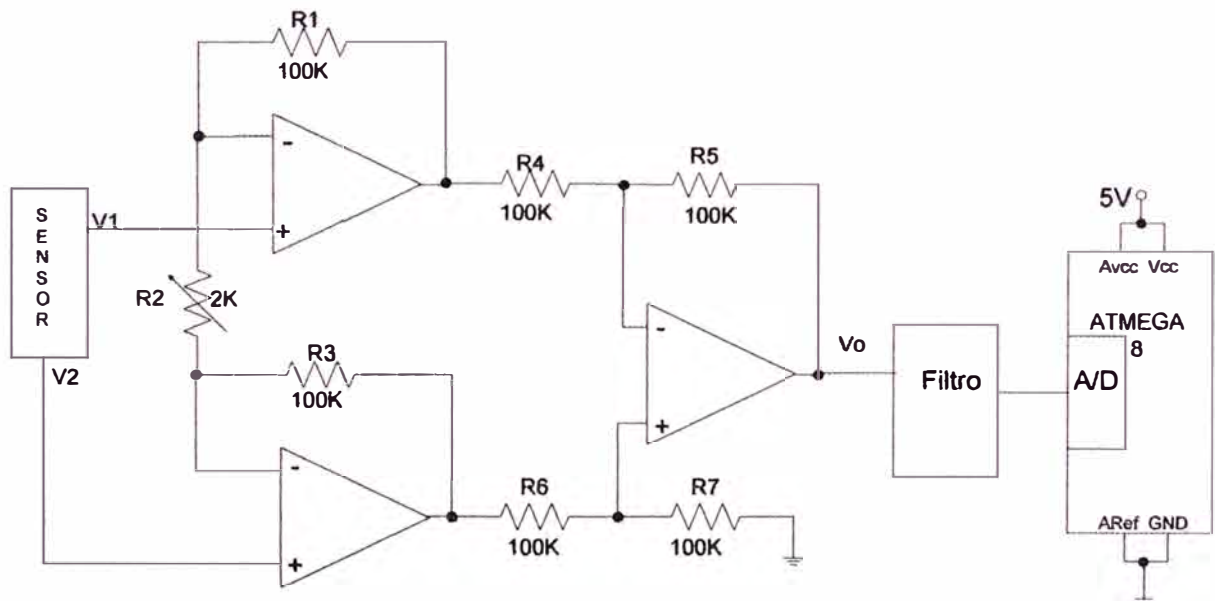 R1
100K
-
+
SENSOR
V1
V2
R2
2K
R3
100K
-
+
R4
100K
R5
100K
-
+
R6
100K
R7
100K
Vo
Filtro
5V
Avcc Vcc
ATMEGA
8
A/D
ARef GND